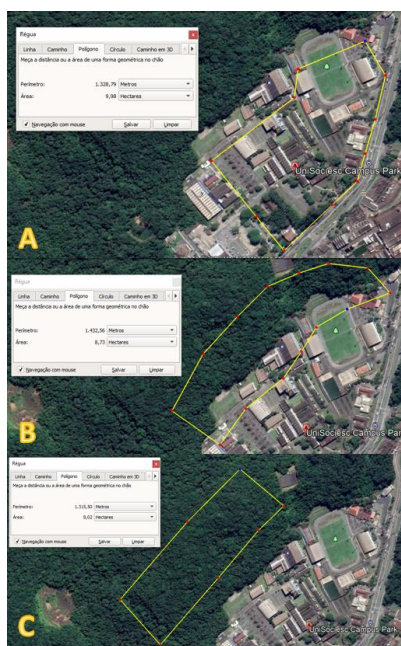 Régua
Linha Caminho Polígono Círculo Caminho em 3D
Meça a distância ou a área de uma forma geométrica no chão
Perímetro: 1.328,79 Metros
Área: 9,98 Hectares
Navegação com mouse Salvar Limpar
UniSociesc Campus Park
A
Régua
Linha Caminho Polígono Círculo Caminho em 3D
Meça a distância ou a área de uma forma geométrica no chão
Perímetro: 1.432,56 Metros
Área: 8,73 Hectares
Navegação com mouse Salvar Limpar
UniSociesc Campus Park
B
Régua
Linha Caminho Polígono Círculo Caminho em 3D
Meça a distância ou a área de uma forma geométrica no chão
Perímetro: Metros
Área: 8,02 Hectares
Navegação com mouse Salvar Limpar
UniSociesc Campus Park
C